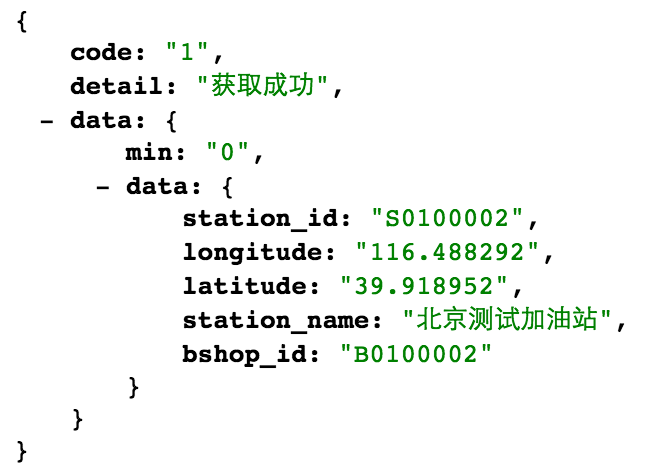 {
code: "1",
detail: "获取成功",
- data: {
min: "0",
- data: {
station_id: "S0100002",
longitude: "116.488292",
latitude: "39.918952",
station_name: "北京测试加油站",
bshop_id: "B0100002"
}
}
}